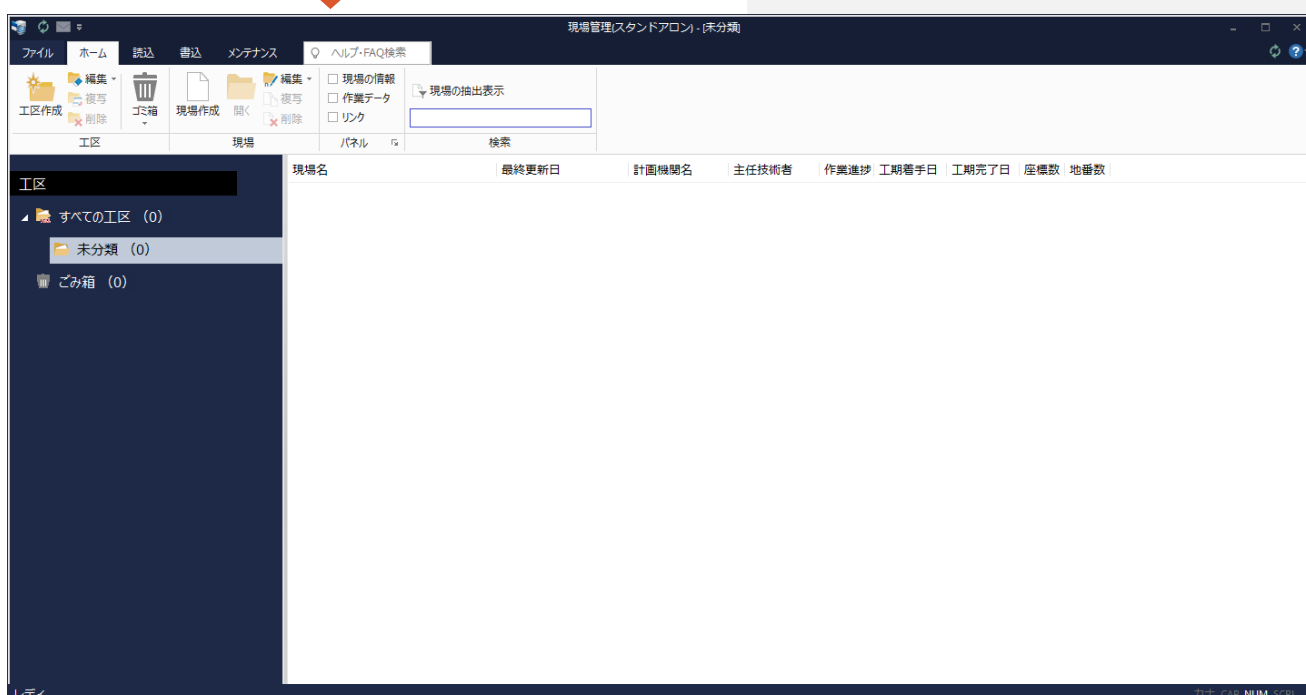 現場管理(スタンドアロン) - [未分類]
ファイル ホーム 読込 書込 メンテナンス ヘルプ・FAQ検索
工区作成 編集 複写 削除 ゴミ箱 現場作成 開く 編集 複写 削除 現場の情報 作業データ リンク 現場の抽出表示
工区 現場 パネル 検索
現場名 最終更新日 計画機関名 主任技術者 作業進捗 工期着手日 工期完了日 座標数 地番数
工区
すべての工区 (0)
未分類 (0)
ごみ箱 (0)
レディ カナ CAP NUM SCRL